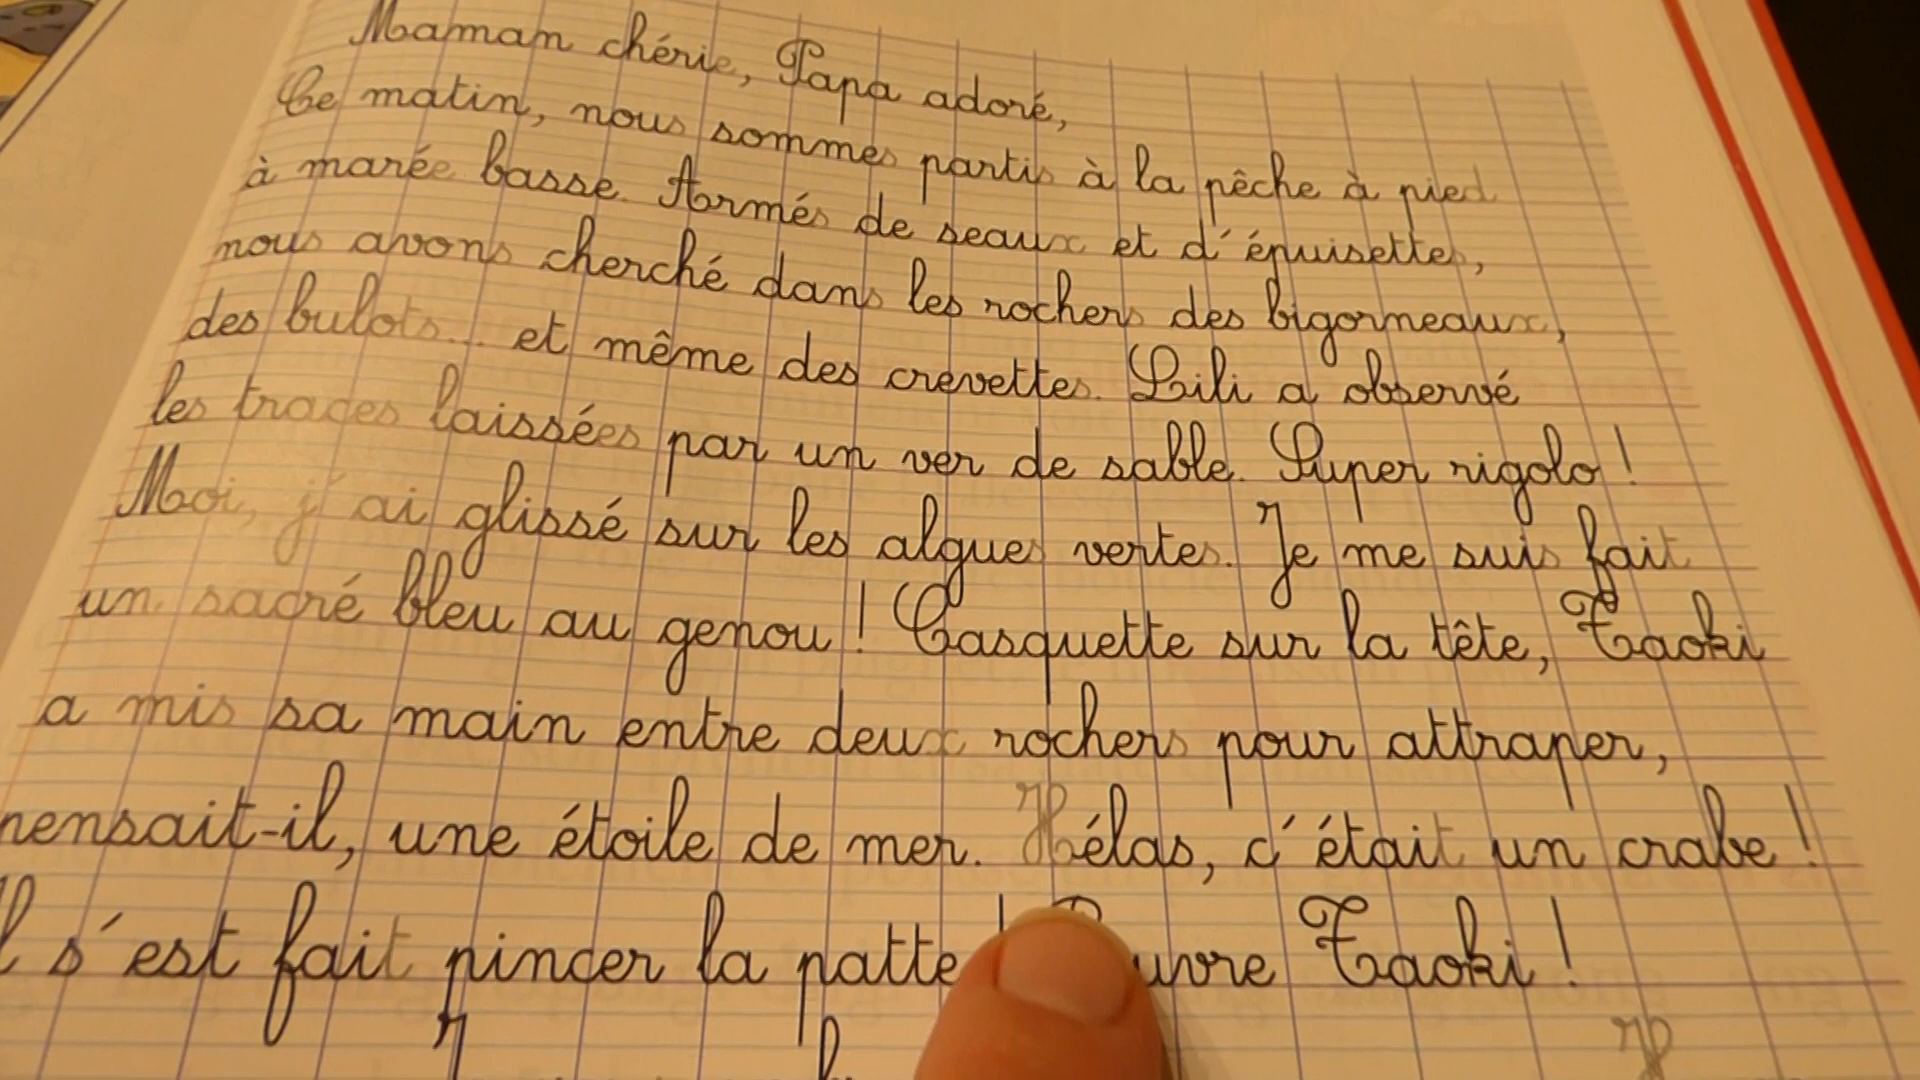 Maman chérie, Papa adoré,
Ce matin, nous sommes partis à la pêche à pied
à marée basse. Armés de seaux et d'épuisettes,
nous avons cherché dans les rochers des bigorneaux,
des bulots... et même des crevettes. Lili a observé
les traces laissées par un ver de sable. Super rigolo !
Moi, j'ai glissé sur les algues vertes. Je me suis fait
un sacré bleu au genou ! Casquette sur la tête, Taoki
a mis sa main entre deux rochers pour attraper,
pensait-il, une étoile de mer. Hélas, c'était un crabe !
Il s'est fait pincer la patte ! Taoki !